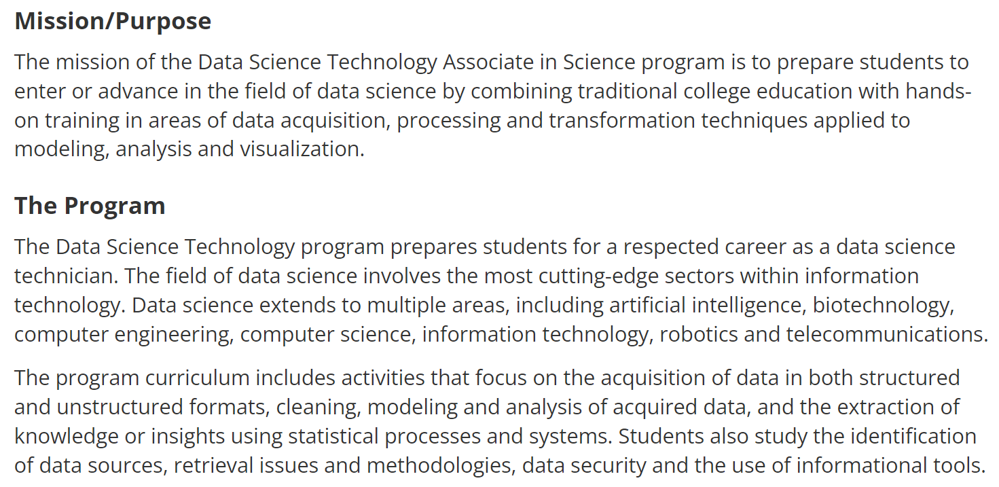 Mission/Purpose
The mission of the Data Science Technology Associate in Science program is to prepare students to
enter or advance in the field of data science by combining traditional college education with hands-
on training in areas of data acquisition, processing and transformation techniques applied to
modeling, analysis and visualization.
The Program
The Data Science Technology program prepares students for a respected career as a data science
technician. The field of data science involves the most cutting-edge sectors within information
technology. Data science extends to multiple areas, including artificial intelligence, biotechnology,
computer engineering, computer science, information technology, robotics and telecommunications.
The program curriculum includes activities that focus on the acquisition of data in both structured
and unstructured formats, cleaning, modeling and analysis of acquired data, and the extraction of
knowledge or insights using statistical processes and systems. Students also study the identification
of data sources, retrieval issues and methodologies, data security and the use of informational tools.